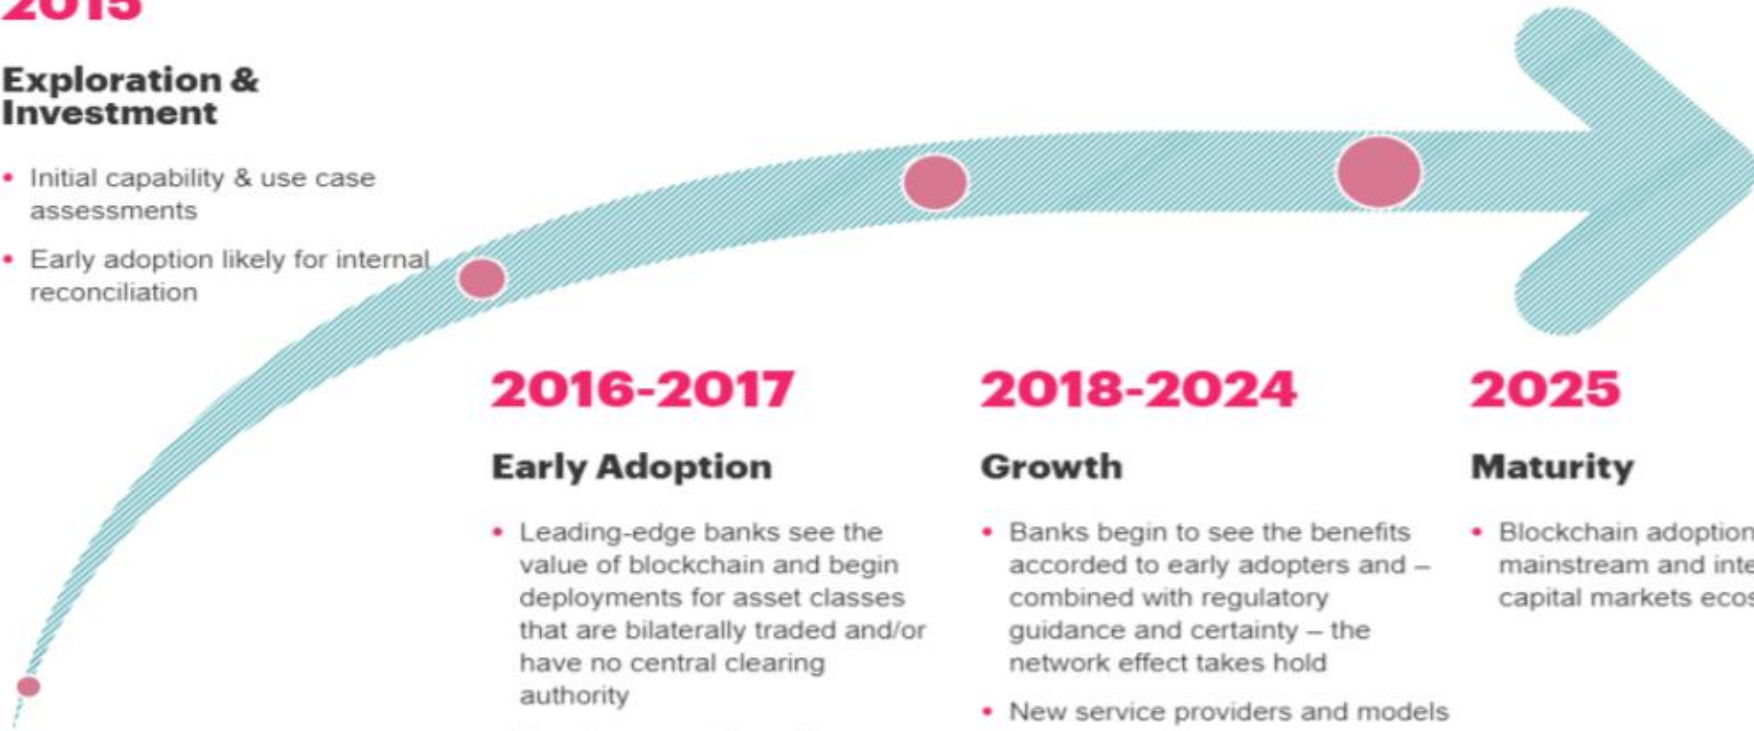 2015
Exploration &
Investment
• Initial capability & use case
assessments
• Early adoption likely for internal
reconciliation
2016-2017
Early Adoption
• Leading-edge banks see the
value of blockchain and begin
deployments for asset classes
that are bilaterally traded and/or
have no central clearing
authority
2018-2024
Growth
• Banks begin to see the benefits
accorded to early adopters and –
combined with regulatory
guidance and certainty – the
network effect takes hold
• New service providers and models
2025
Maturity
• Blockchain adoption
mainstream and inte
capital markets ecos